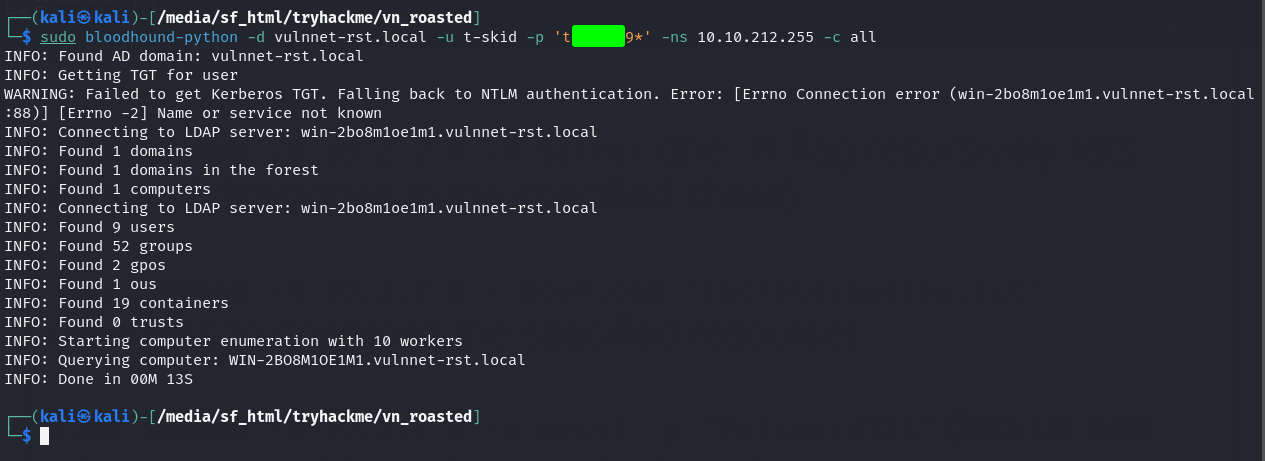 ┌──(kali㉿kali)-[/media/sf_html/tryhackme/vn_roasted]
└─$ sudo bloodhound-python -d vulnnet-rst.local -u t-skid -p 't 9*' -ns 10.10.212.255 -c all
INFO: Found AD domain: vulnnet-rst.local
INFO: Getting TGT for user
WARNING: Failed to get Kerberos TGT. Falling back to NTLM authentication. Error: [Errno Connection error (win-2bo8m1oe1m1.vulnnet-rst.local
:88)] [Errno -2] Name or service not known
INFO: Connecting to LDAP server: win-2bo8m1oe1m1.vulnnet-rst.local
INFO: Found 1 domains
INFO: Found 1 domains in the forest
INFO: Found 1 computers
INFO: Connecting to LDAP server: win-2bo8m1oe1m1.vulnnet-rst.local
INFO: Found 9 users
INFO: Found 52 groups
INFO: Found 2 gpos
INFO: Found 1 ous
INFO: Found 19 containers
INFO: Found 0 trusts
INFO: Starting computer enumeration with 10 workers
INFO: Querying computer: WIN-2BO8M1OE1M1.vulnnet-rst.local
INFO: Done in 00M 13S
┌──(kali㉿kali)-[/media/sf_html/tryhackme/vn_roasted]
└─$